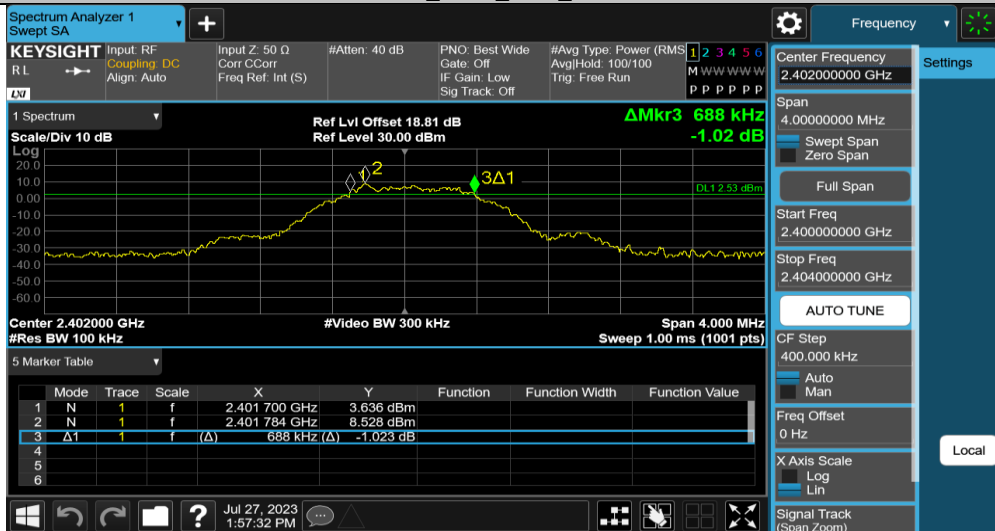 Spectrum Analyzer 1
Swept SA
Frequency
KEYSIGHT
RL
LXI
Input: RF
Coupling: DC
Align: Auto
Input Z: 50 Ω
Corr CCorr
Freq Ref: Int (S)
#Atten: 40 dB
PNO: Best Wide
Gate: Off
IF Gain: Low
Sig Track: Off
#Avg Type: Power (RMS
Avg|Hold: 100/100
Trig: Free Run
1 2 3 4 5 6
M W W W W W
P P P P P P
1 Spectrum
Scale/Div 10 dB
Ref Lvl Offset 18.81 dB
Ref Level 30.00 dBm
ΔMkr3 688 kHz
-1.02 dB
Log
20.0
10.0
0.00
-10.0
-20.0
-30.0
-40.0
-50.0
-60.0
2
3Δ1
DL1 2.53 dBm
Center 2.402000 GHz
#Res BW 100 kHz
#Video BW 300 kHz
Span 4.000 MHz
Sweep 1.00 ms (1001 pts)
5 Marker Table
Mode Trace Scale X Y Function Function Width Function Value
1 N 1 f 2.401 700 GHz 3.636 dBm
2 N 1 f 2.401 784 GHz 8.528 dBm
3 Δ1 1 f (Δ) 688 kHz (Δ) -1.023 dB
4
5
6
?
Jul 27, 2023
1:57:32 PM
Center Frequency
2.402000000 GHz
Span
4.00000000 MHz
Swept Span
Zero Span
Full Span
Start Freq
2.400000000 GHz
Stop Freq
2.404000000 GHz
AUTO TUNE
CF Step
400.000 kHz
Auto
Man
Freq Offset
0 Hz
X Axis Scale
Log
Lin
Signal Track
(Span Zoom)
Settings
Local